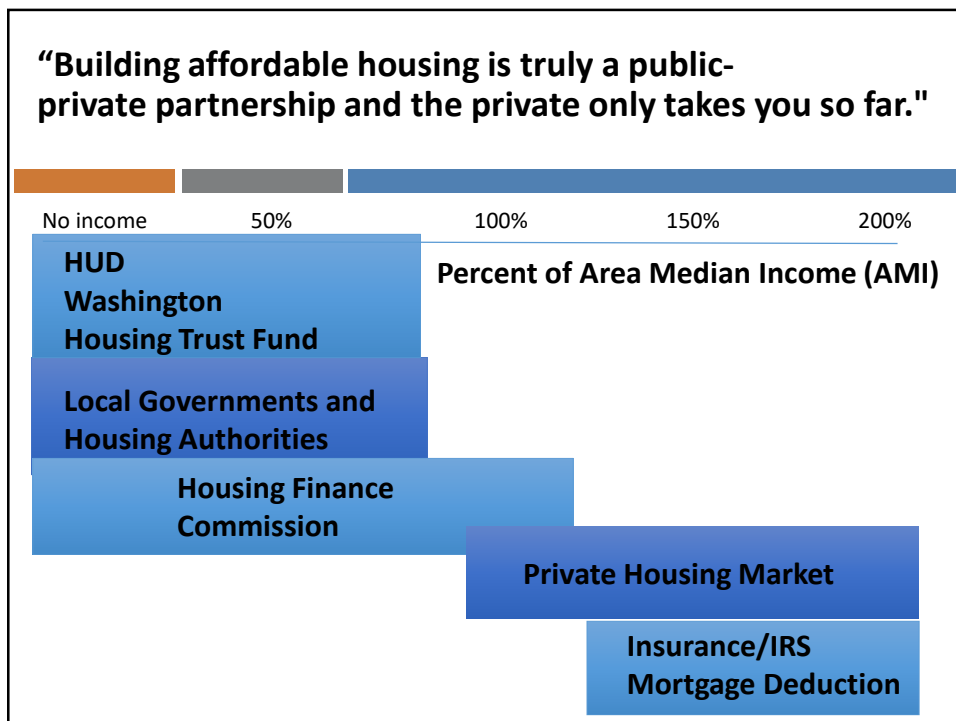 “Building affordable housing is truly a public-
private partnership and the private only takes you so far."
No income 50% 100% 150% 200%
HUD
Percent of Area Median Income (AMI)
Washington
Housing Trust Fund
Local Governments and
Housing Authorities
Housing Finance
Commission
Private Housing Market
Insurance/IRS
Mortgage Deduction